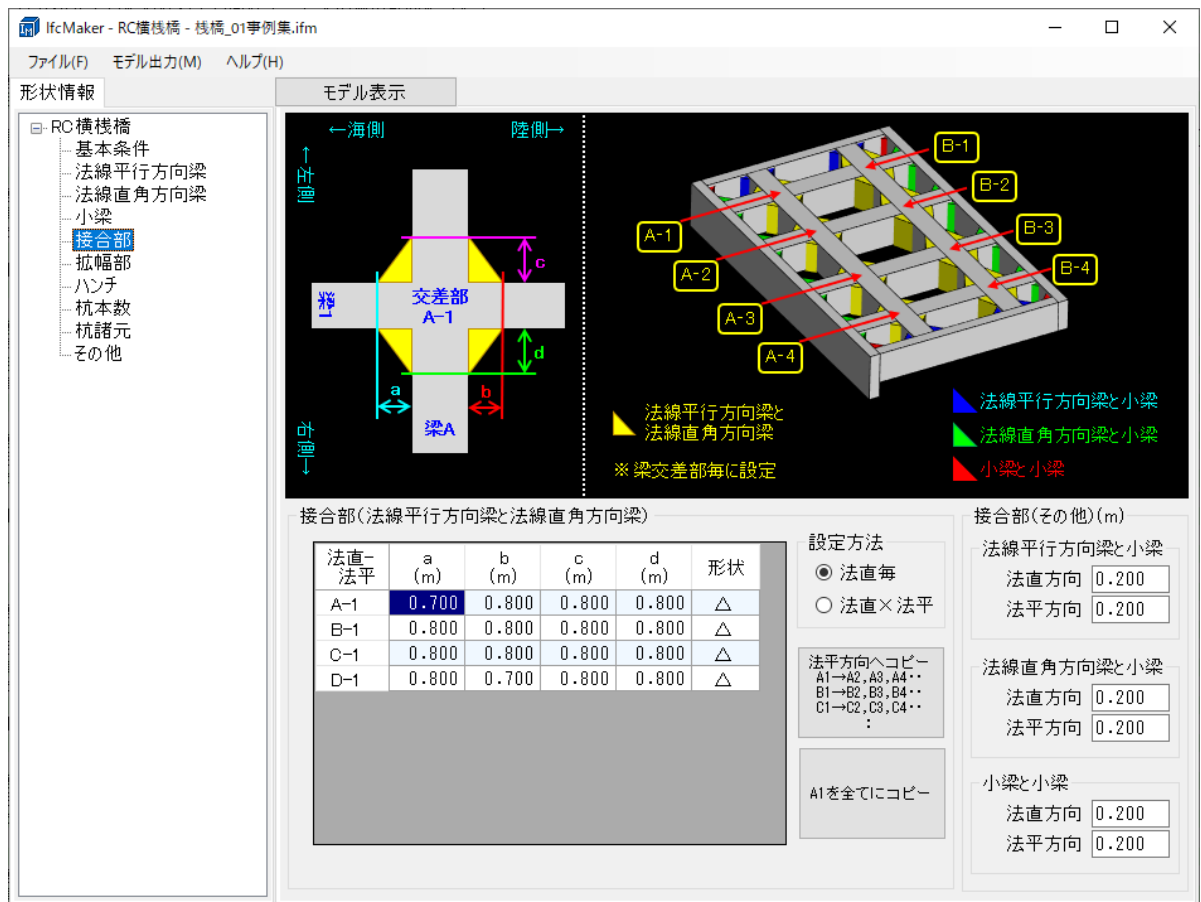 IfcMaker - RC横桟橋 - 桟橋_01事例集.ifm
ファイル(F) モデル出力(M) ヘルプ(H)
形状情報
モデル表示
RC横桟橋
基本条件
法線平行方向梁
法線直角方向梁
小梁
接合部
拡幅部
ハンチ
杭本数
杭諸元
その他
←海側
陸側→
←左側
右側→
c
梁1
交差部
A-1
d
a
b
梁A
B-1
B-2
B-3
B-4
A-1
A-2
A-3
A-4
法線平行方向梁と
法線直角方向梁
※ 梁交差部毎に設定
法線平行方向梁と小梁
法線直角方向梁と小梁
小梁と小梁
接合部(法線平行方向梁と法線直角方向梁)
法直-法平 a(m) b(m) c(m) d(m) 形状
A-1 0.700 0.800 0.800 0.800 △
B-1 0.800 0.800 0.800 0.800 △
C-1 0.800 0.800 0.800 0.800 △
D-1 0.800 0.700 0.800 0.800 △
設定方法
法直毎
法直×法平
法平方向へコピー
A1→A2,A3,A4‥
B1→B2,B3,B4‥
C1→C2,C3,C4‥
:
A1を全てにコピー
接合部(その他)(m)
法線平行方向梁と小梁
法直方向 0.200
法平方向 0.200
法線直角方向梁と小梁
法直方向 0.200
法平方向 0.200
小梁と小梁
法直方向 0.200
法平方向 0.200